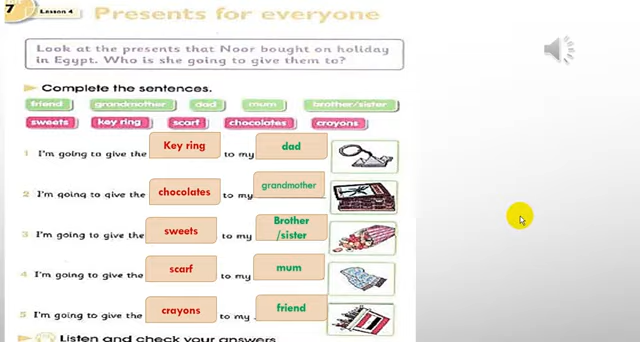 7 Lesson 4 Presents for everyone
Look at the presents that Noor bought on holiday
in Egypt. Who is she going to give them to?
Complete the sentences.
friend grandmother dad mum brother/sister
sweets key ring scarf chocolates crayons
1 I'm going to give the Key ring to my dad
2 I'm going to give the chocolates to my grandmother
3 I'm going to give the sweets to my Brother
/sister
4 I'm going to give the scarf to my mum
5 I'm going to give the crayons to my friend
Listen and check your answers